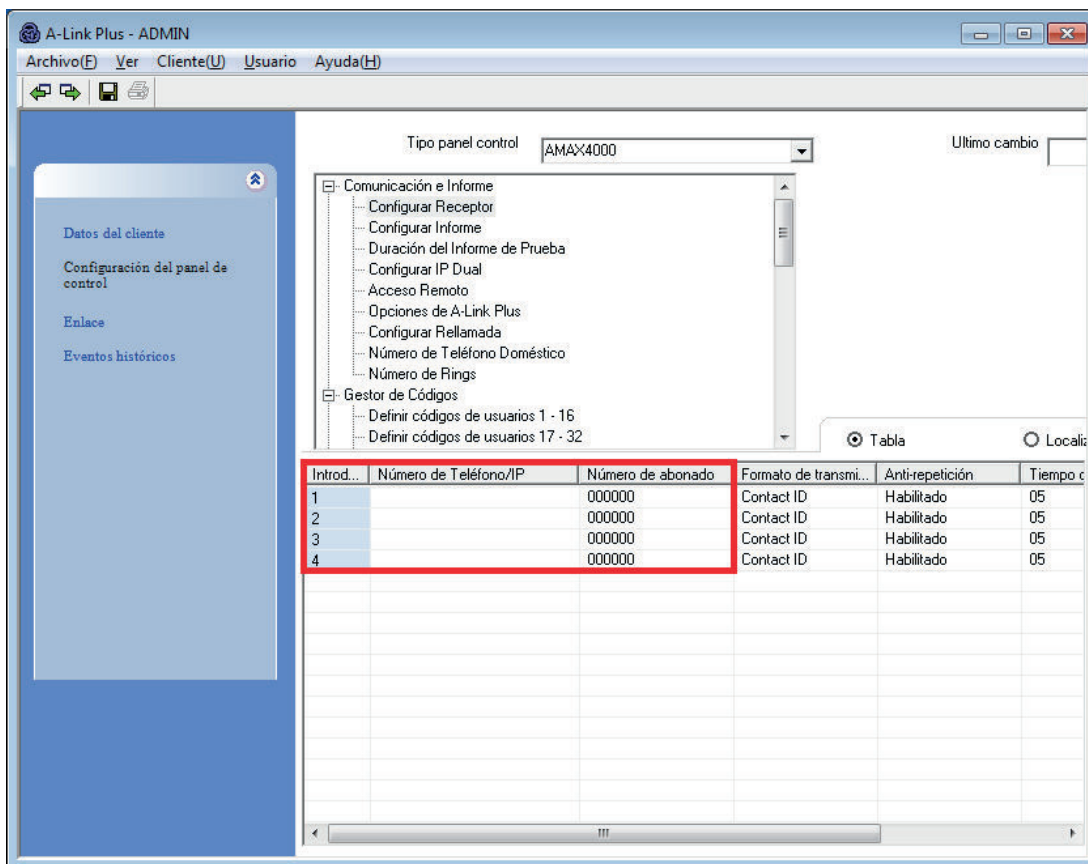 A-Link Plus - ADMIN
Archivo(F) Ver Cliente(U) Usuario Ayuda(H)
Tipo panel control AMAX4000 Ultimo cambio
Datos del cliente
Configuración del panel de
control
Enlace
Eventos históricos
Comunicación e Informe
Configurar Receptor
Configurar Informe
Duración del Informe de Prueba
Configurar IP Dual
Acceso Remoto
Opciones de A-Link Plus
Configurar Rellamada
Número de Teléfono Doméstico
Número de Rings
Gestor de Códigos
Definir códigos de usuarios 1 - 16
Definir códigos de usuarios 17 - 32
Tabla Localiz
Introd... Número de Teléfono/IP Número de abonado Formato de transmi... Anti-repetición Tiempo c
1 000000 Contact ID Habilitado 05
2 000000 Contact ID Habilitado 05
3 000000 Contact ID Habilitado 05
4 000000 Contact ID Habilitado 05